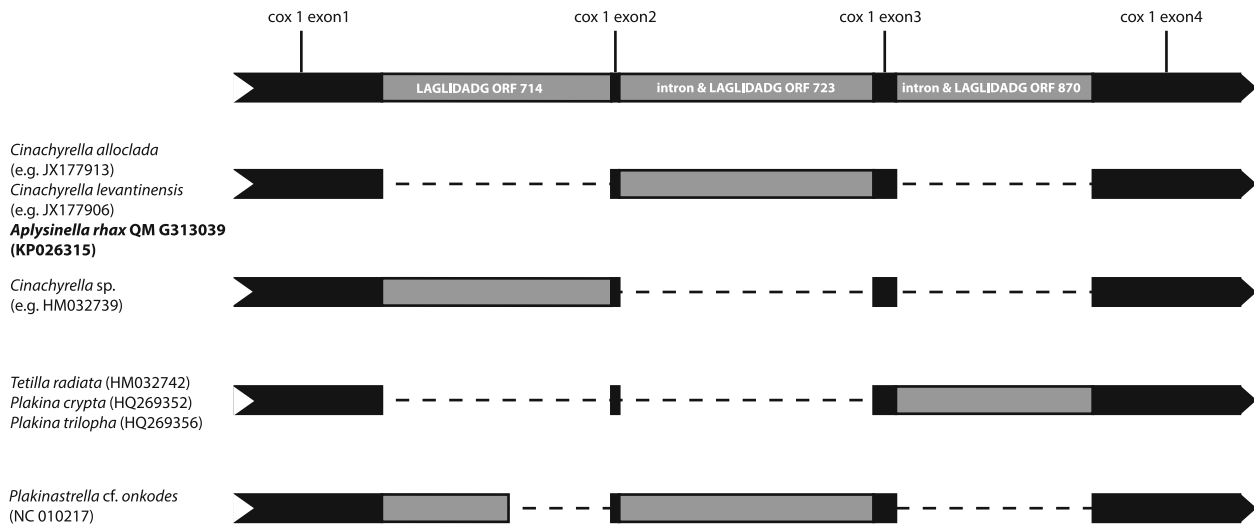 cox 1 exon1 cox 1 exon2 cox 1 exon3 cox 1 exon4
LAGLIDADG ORF 714 intron & LAGLIDADG ORF 723 intron & LAGLIDADG ORF 870
Cinachyrella alloclada
(e.g. JX177913)
Cinachyrella levantinensis
(e.g. JX177906)
Aplysinella rhax QM G313039
(KP026315)
Cinachyrella sp.
(e.g. HM032739)
Tetilla radiata (HM032742)
Plakina crypta (HQ269352)
Plakina trilopha (HQ269356)
Plakinastrella cf. onkodes
(NC 010217)